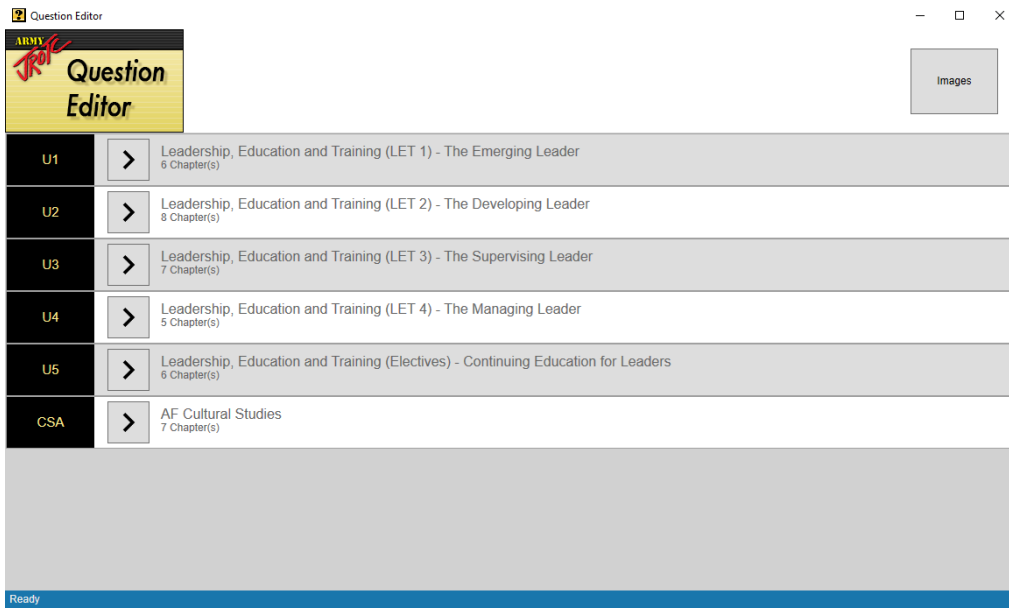 Question Editor
ARMY
JROTC
Question
Editor
Images
U1
Leadership, Education and Training (LET 1) - The Emerging Leader
6 Chapter(s)
U2
Leadership, Education and Training (LET 2) - The Developing Leader
8 Chapter(s)
U3
Leadership, Education and Training (LET 3) - The Supervising Leader
7 Chapter(s)
U4
Leadership, Education and Training (LET 4) - The Managing Leader
5 Chapter(s)
U5
Leadership, Education and Training (Electives) - Continuing Education for Leaders
6 Chapter(s)
CSA
AF Cultural Studies
7 Chapter(s)
Ready